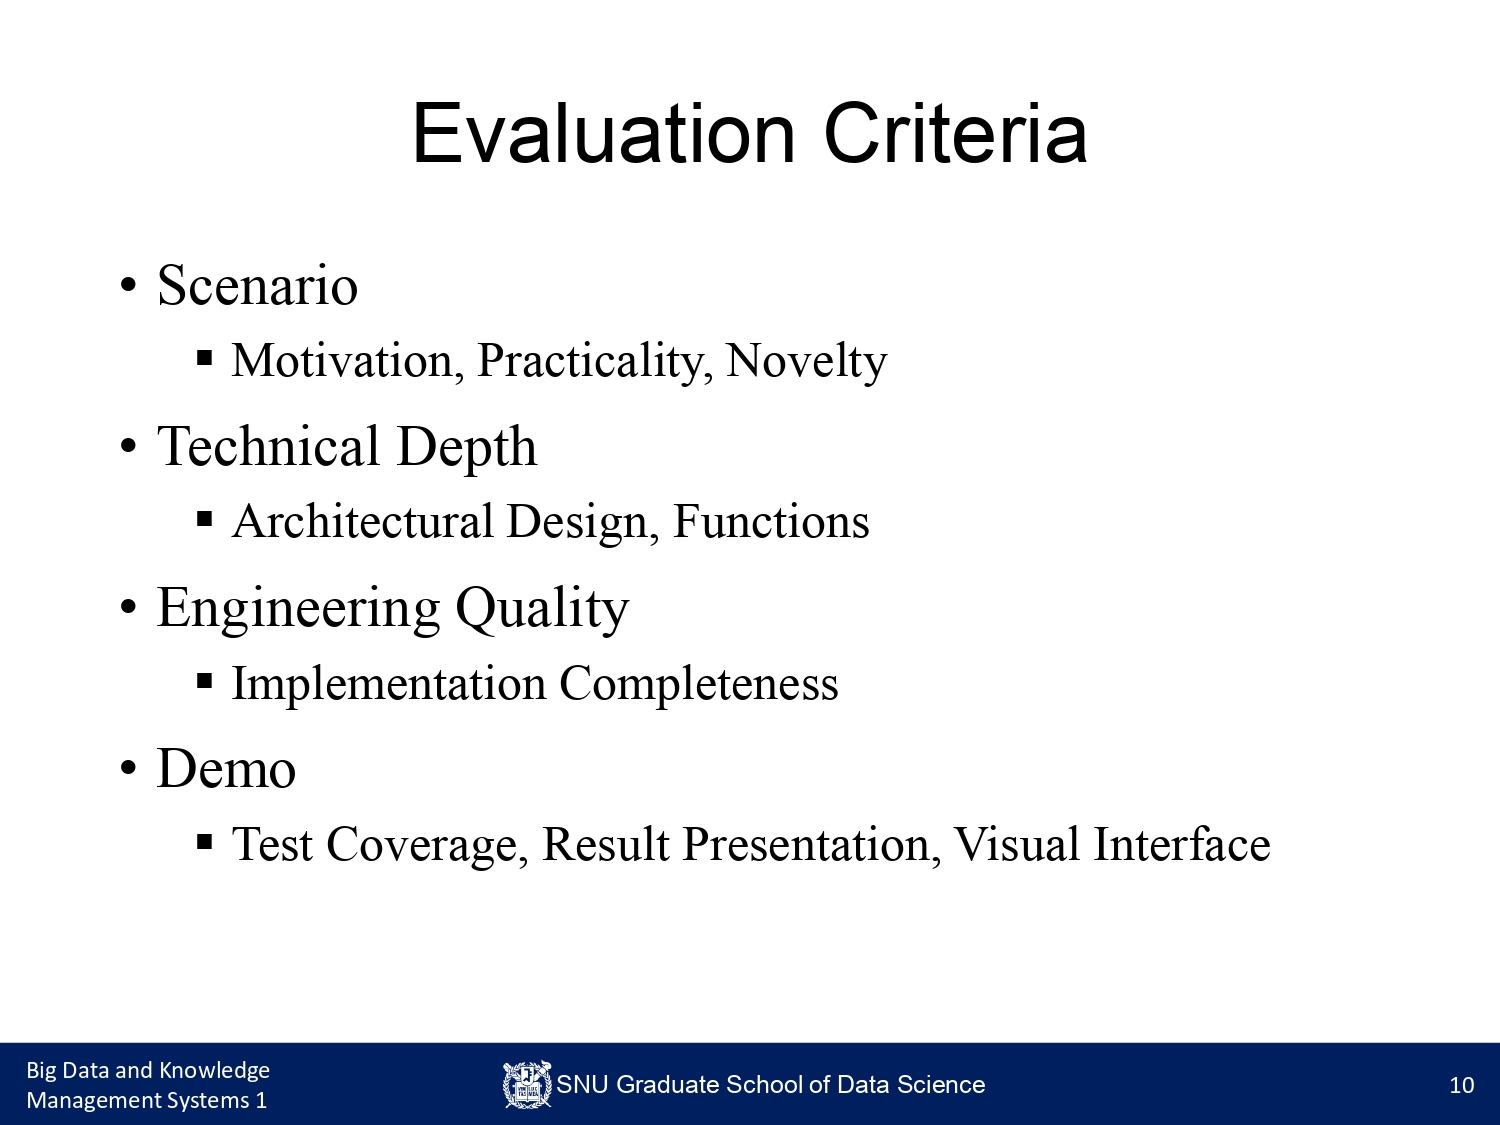 Evaluation Criteria
• Scenario
▪ Motivation, Practicality, Novelty
• Technical Depth
▪ Architectural Design, Functions
• Engineering Quality
▪ Implementation Completeness
• Demo
▪ Test Coverage, Result Presentation, Visual Interface
Big Data and Knowledge
Management Systems 1
SNU Graduate School of Data Science
10